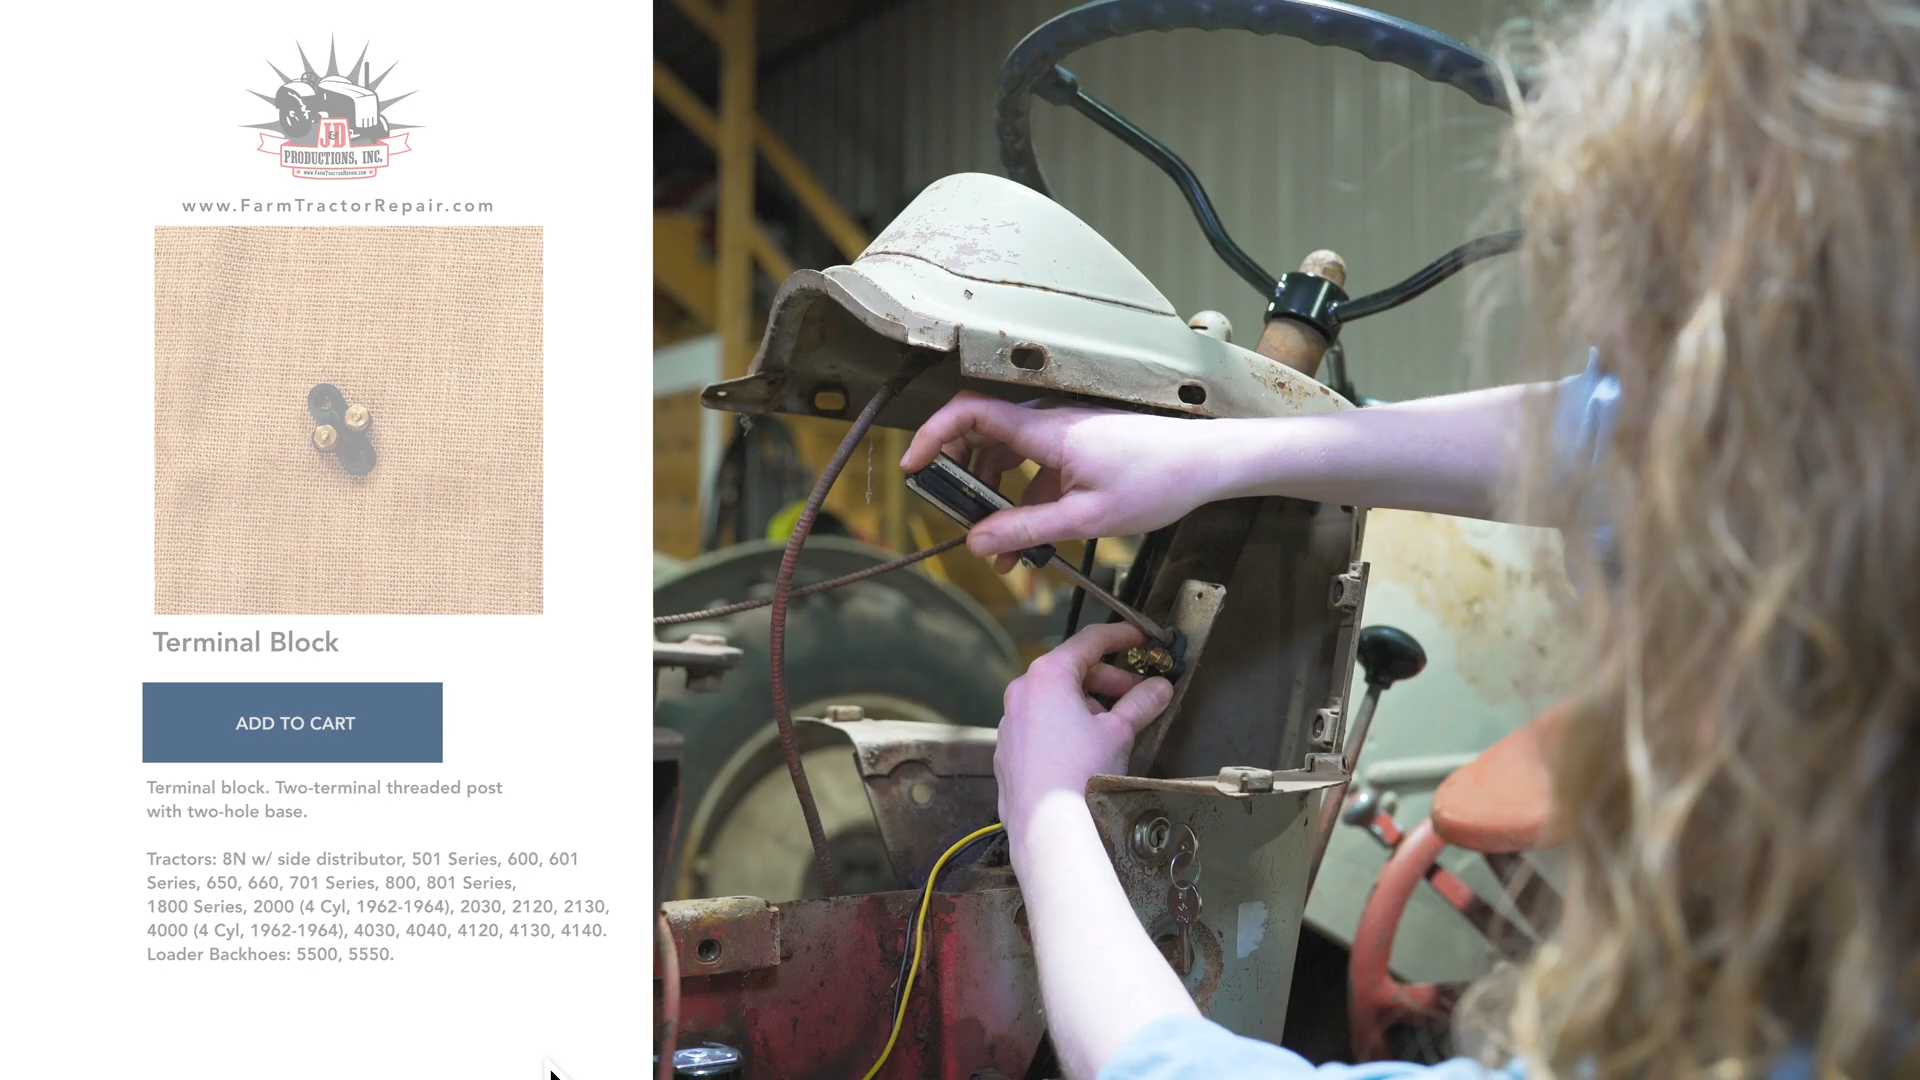 J&D
PRODUCTIONS, INC.
www.FarmTractorRepair.com
www.FarmTractorRepair.com
Terminal Block
ADD TO CART
Terminal block. Two-terminal threaded post
with two-hole base.
Tractors: 8N w/ side distributor, 501 Series, 600, 601
Series, 650, 660, 701 Series, 800, 801 Series,
1800 Series, 2000 (4 Cyl, 1962-1964), 2030, 2120, 2130,
4000 (4 Cyl, 1962-1964), 4030, 4040, 4120, 4130, 4140.
Loader Backhoes: 5500, 5550.